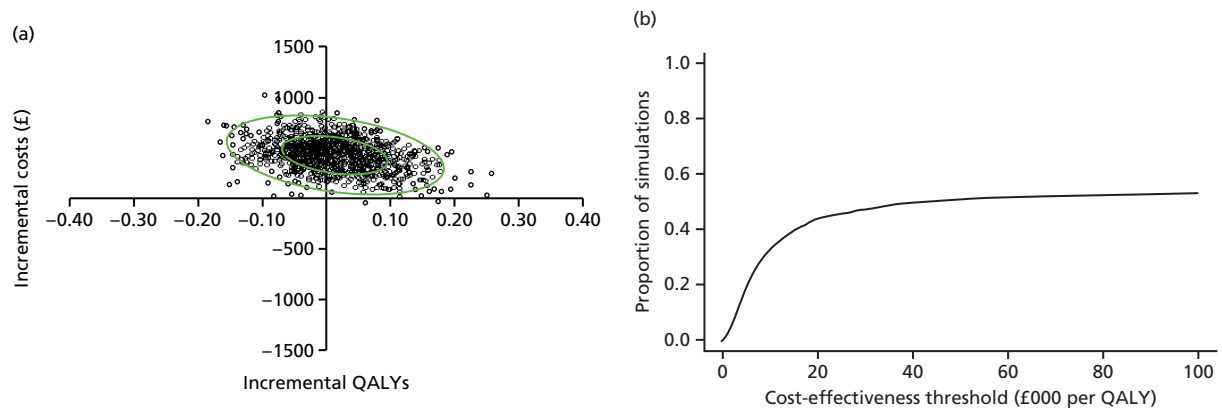 (a)
1500
1000
−0.40 −0.30 −0.20 −0.10 0.10 0.20 0.30 0.40
−500
−1000
−1500
Incremental costs (£)
Incremental QALYs
(b)
1.0
0.8
0.6
0.4
0.2
0.0
0 20 40 60 80 100
Proportion of simulations
Cost-effectiveness threshold (£000 per QALY)